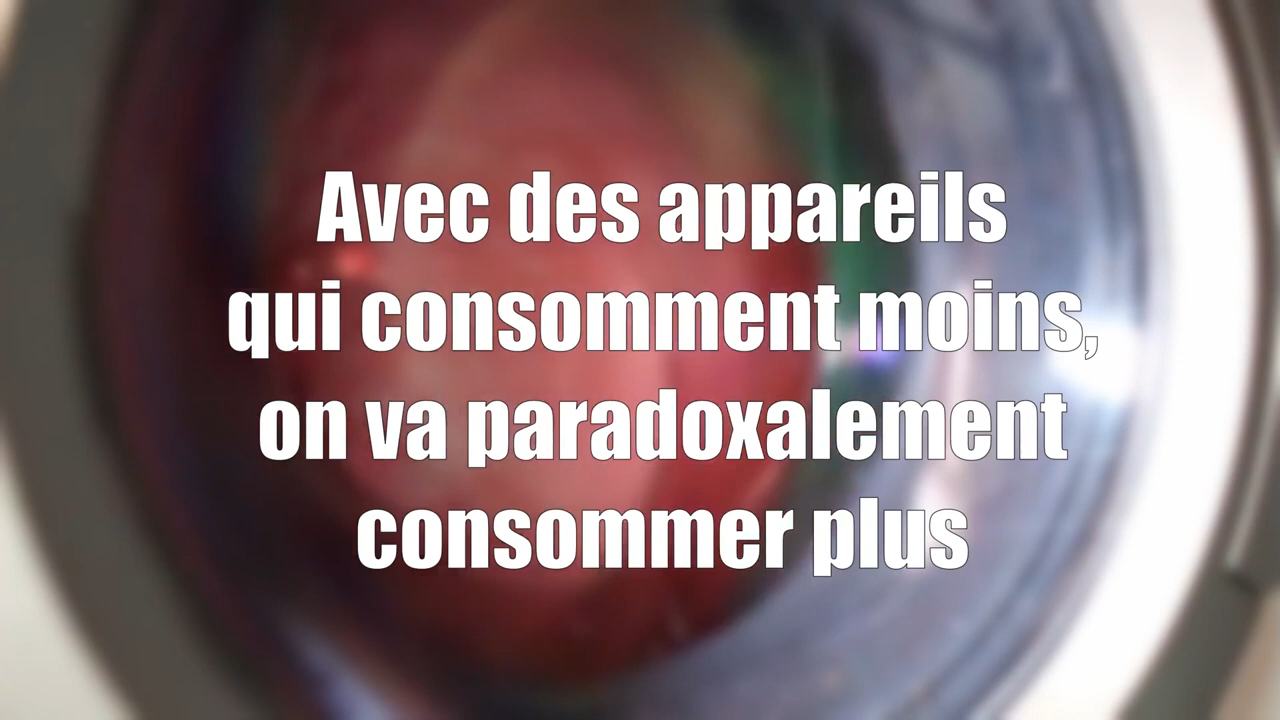 Avec des appareils
qui consomment moins,
on va paradoxalement
consommer plus